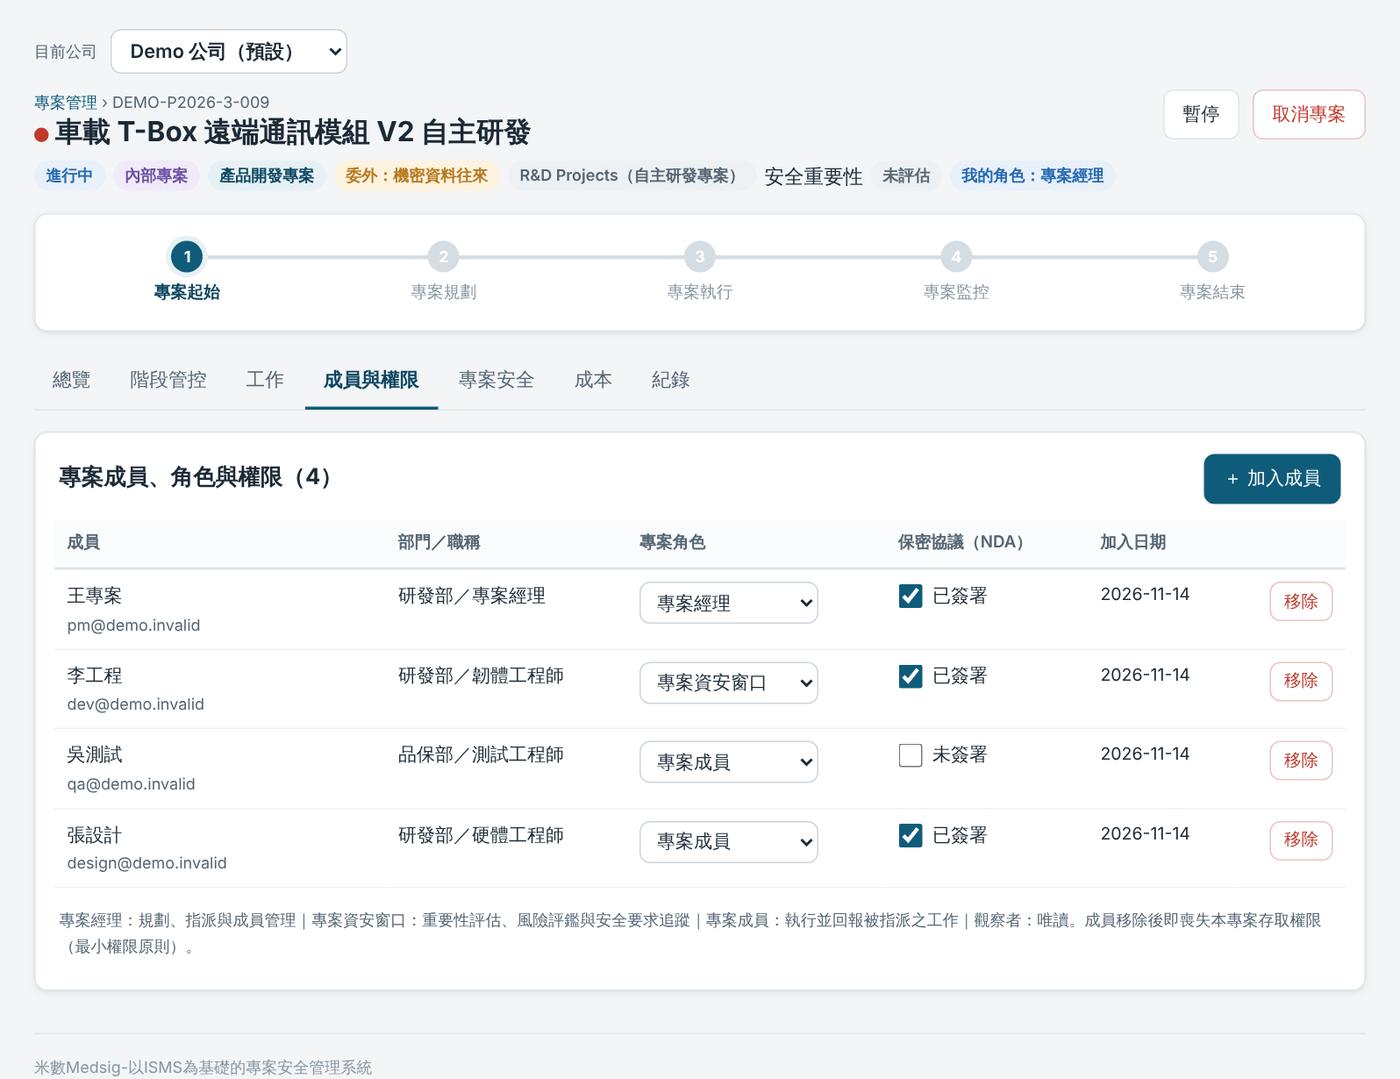 目前公司 Demo 公司（預設）
專案管理 › DEMO-P2026-3-009
車載 T-Box 遠端通訊模組 V2 自主研發
暫停 取消專案
進行中 內部專案 產品開發專案 委外：機密資料往來 R&D Projects（自主研發專案） 安全重要性 未評估 我的角色：專案經理
1 2 3 4 5
專案起始 專案規劃 專案執行 專案監控 專案結束
總覽 階段管控 工作 成員與權限 專案安全 成本 紀錄
專案成員、角色與權限（4） ＋ 加入成員
成員 部門／職稱 專案角色 保密協議（NDA） 加入日期
王專案 研發部／專案經理 專案經理 已簽署 2026-11-14 移除
pm@demo.invalid
李工程 研發部／韌體工程師 專案資安窗口 已簽署 2026-11-14 移除
dev@demo.invalid
吳測試 品保部／測試工程師 專案成員 未簽署 2026-11-14 移除
qa@demo.invalid
張設計 研發部／硬體工程師 專案成員 已簽署 2026-11-14 移除
design@demo.invalid
專案經理：規劃、指派與成員管理｜專案資安窗口：重要性評估、風險評鑑與安全要求追蹤｜專案成員：執行並回報被指派之工作｜觀察者：唯讀。成員移除後即喪失本專案存取權限
（最小權限原則）。
米數Medsig-以ISMS為基礎的專案安全管理系統